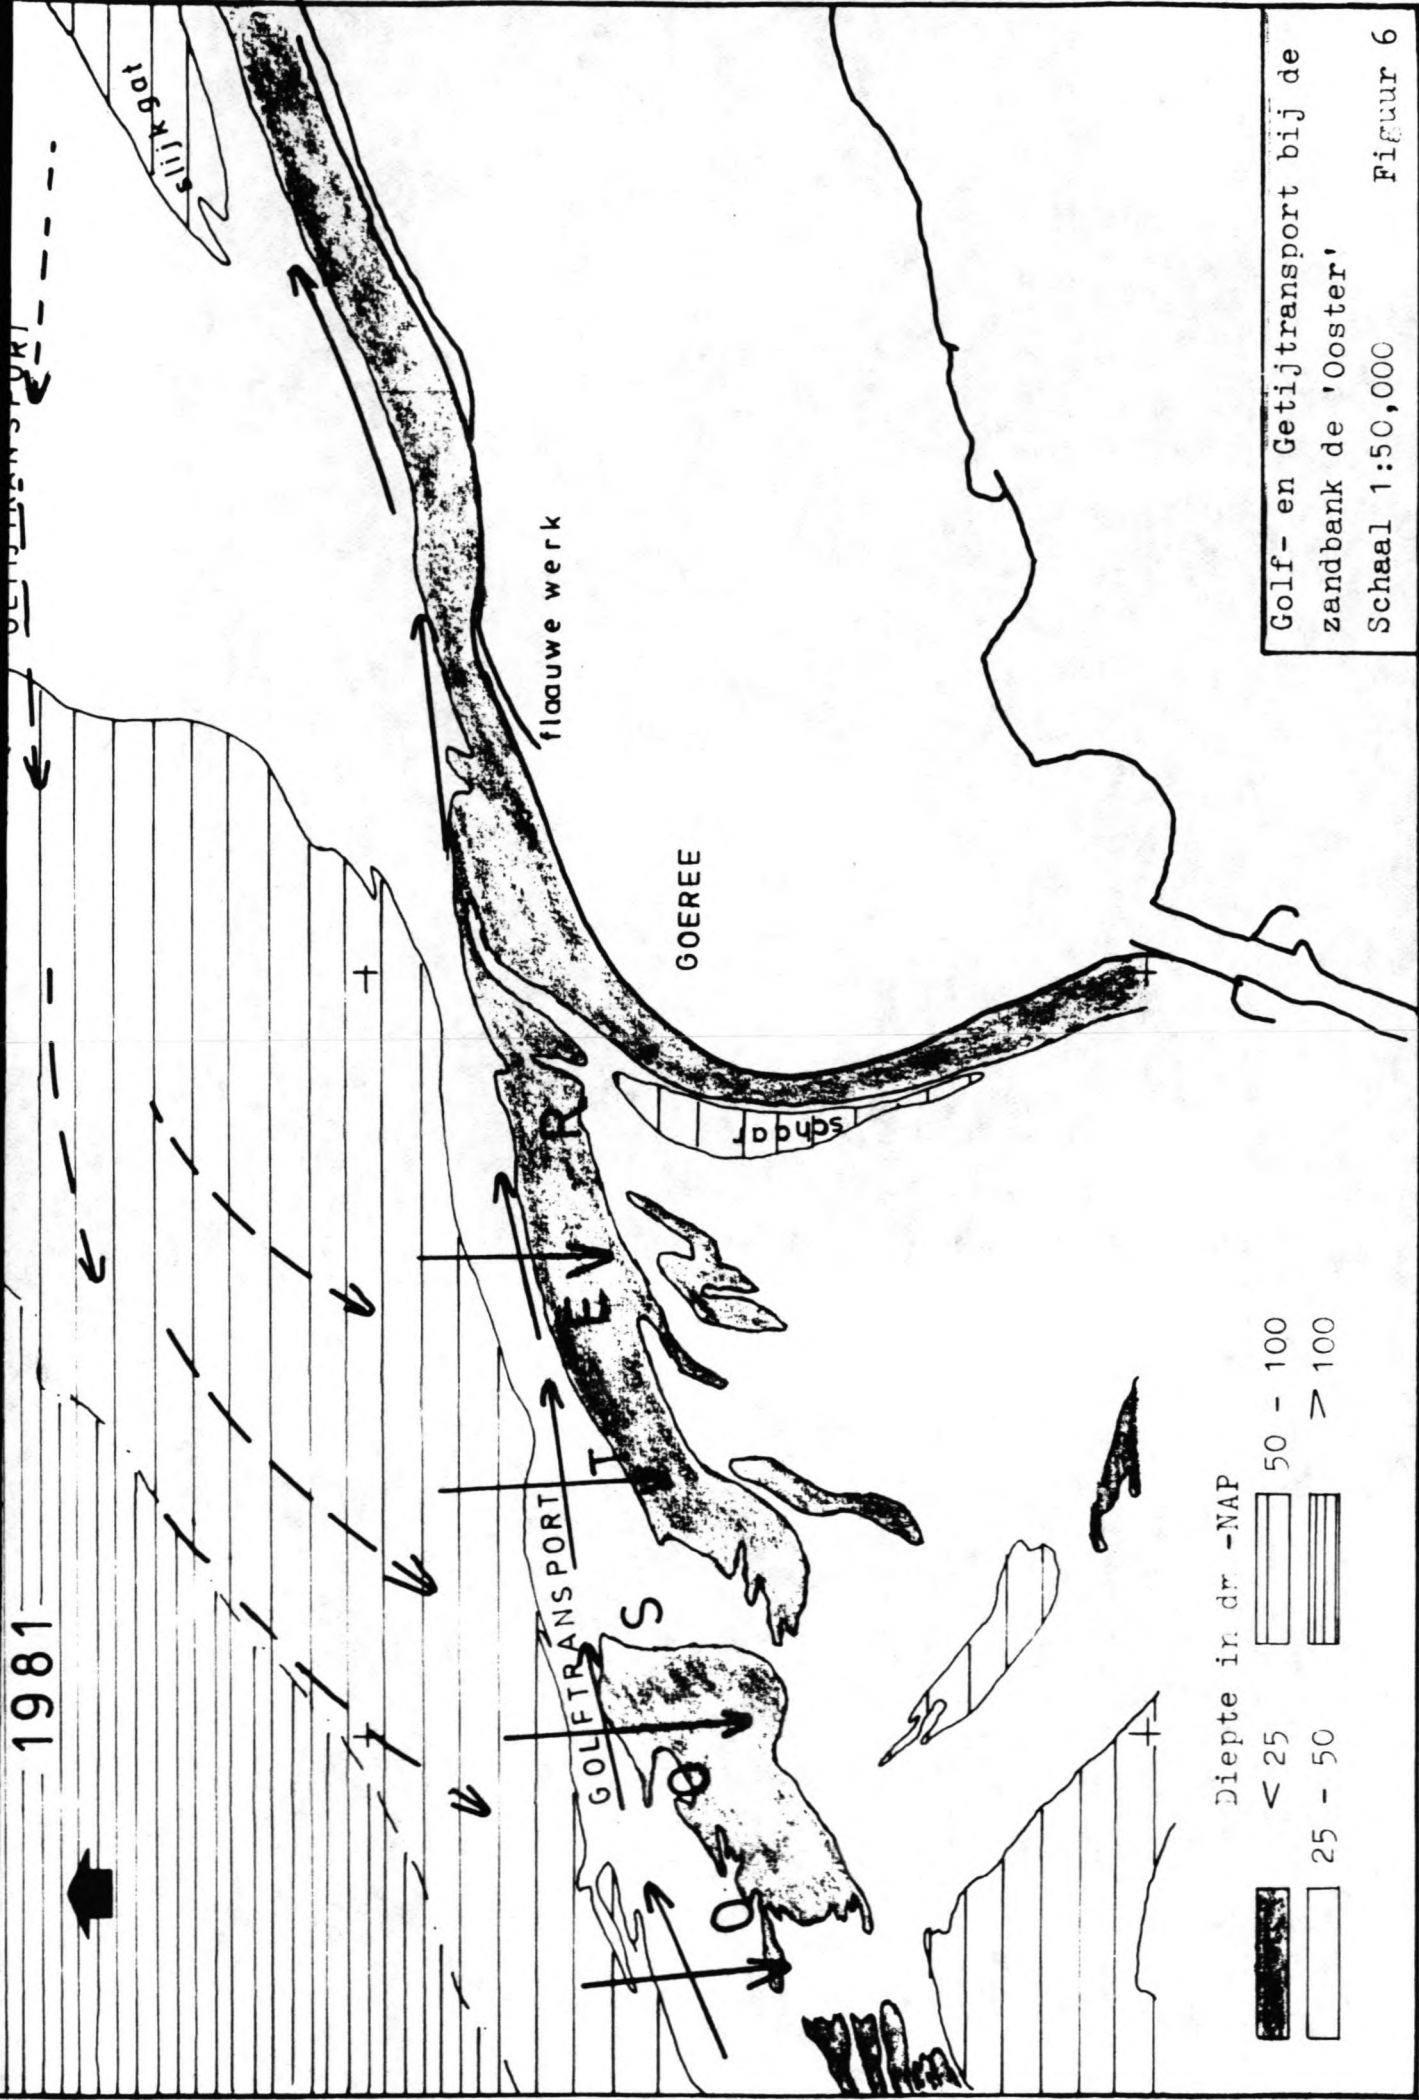 1981
GETIJTRANSPORT
slijkgat
flaauwe werk
GOEREE
schaar
GOLFTRANSPORT
O O S T E R
Diepte in dm -NAP
< 25
50 - 100
25 - 50
> 100
Golf- en Getijtransport bij de
zandbank de 'Ooster'
Schaal 1:50,000
Figuur 6